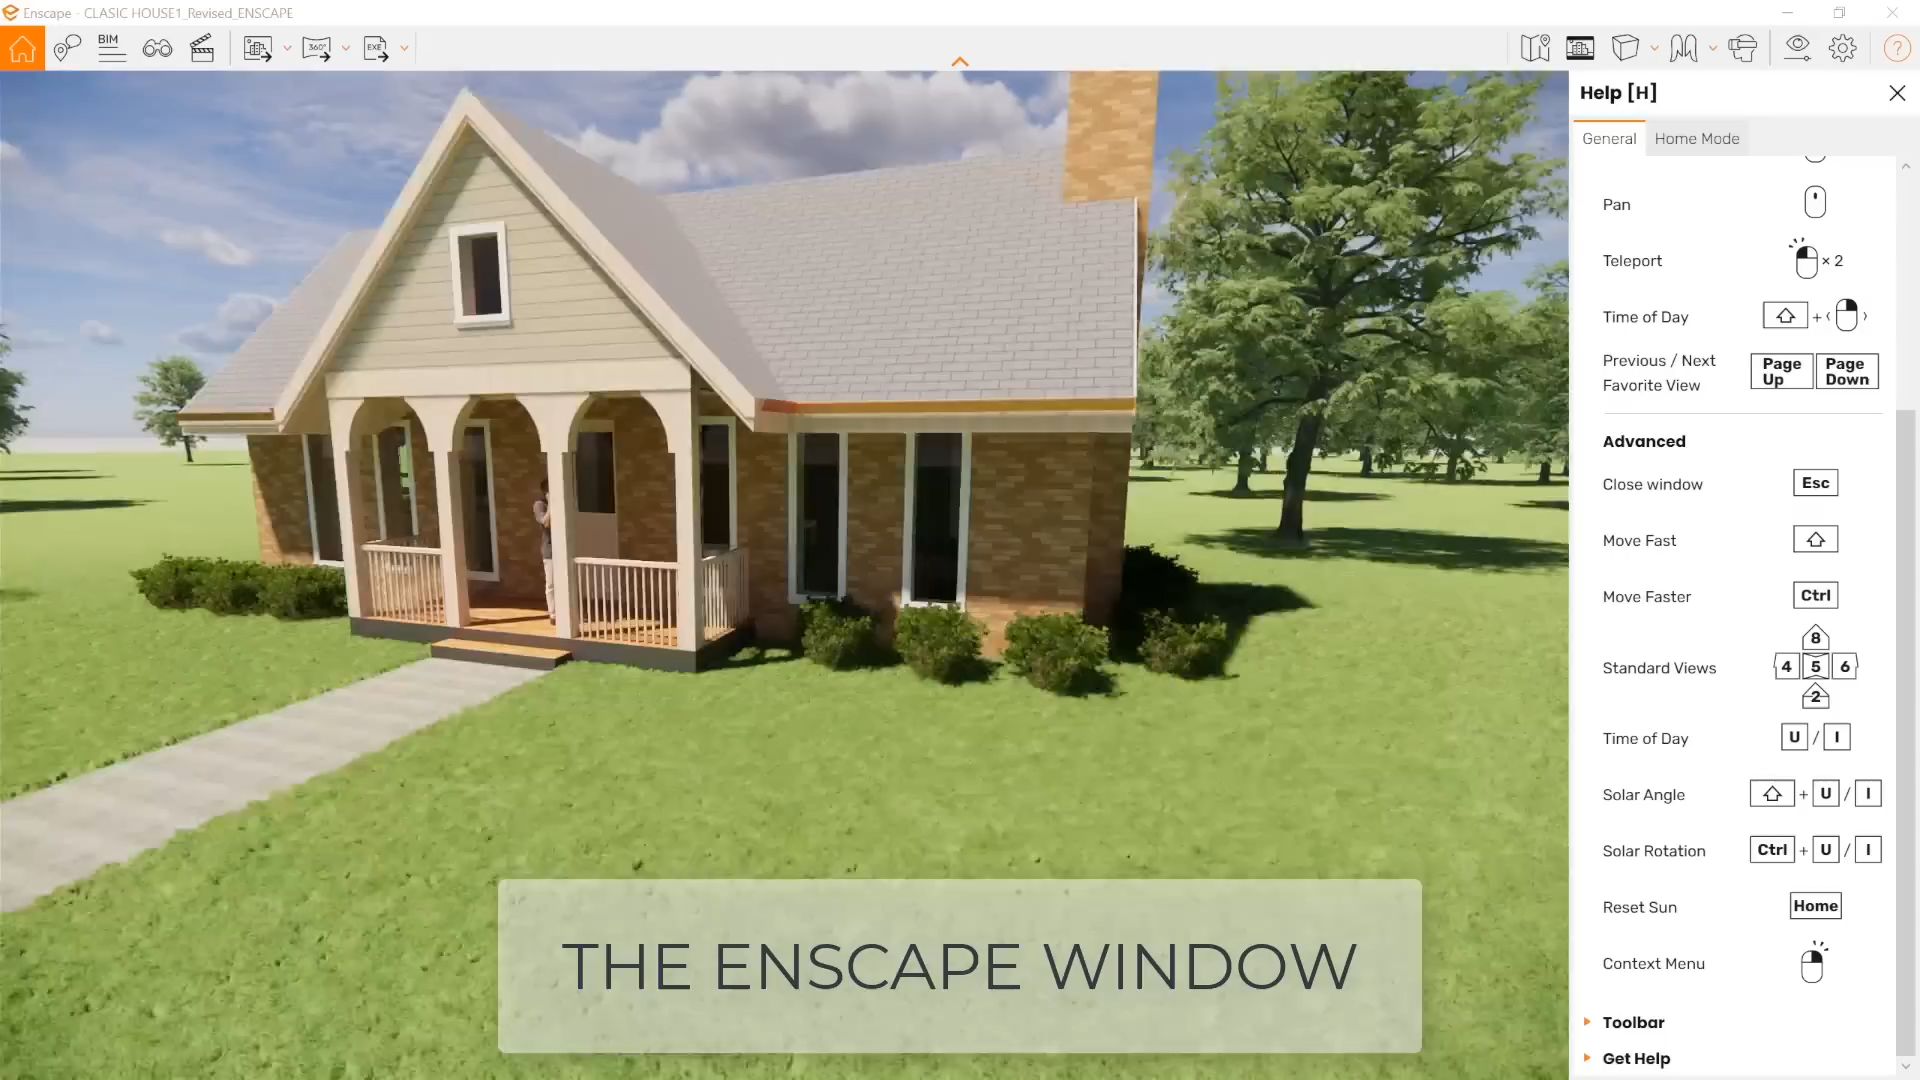 Enscape - CLASIC HOUSE1_Revised_ENSCAPE
BIM
360°
EXE
?
Help [H]
General
Home Mode
Pan
Teleport
× 2
Time of Day
+
Previous / Next
Favorite View
Page
Up
Page
Down
Advanced
Close window
Esc
Move Fast
Move Faster
Ctrl
8
Standard Views
4 5 6
2
Time of Day
U / I
Solar Angle
+ U / I
Solar Rotation
Ctrl + U / I
Reset Sun
Home
Context Menu
Toolbar
Get Help
THE ENSCAPE WINDOW